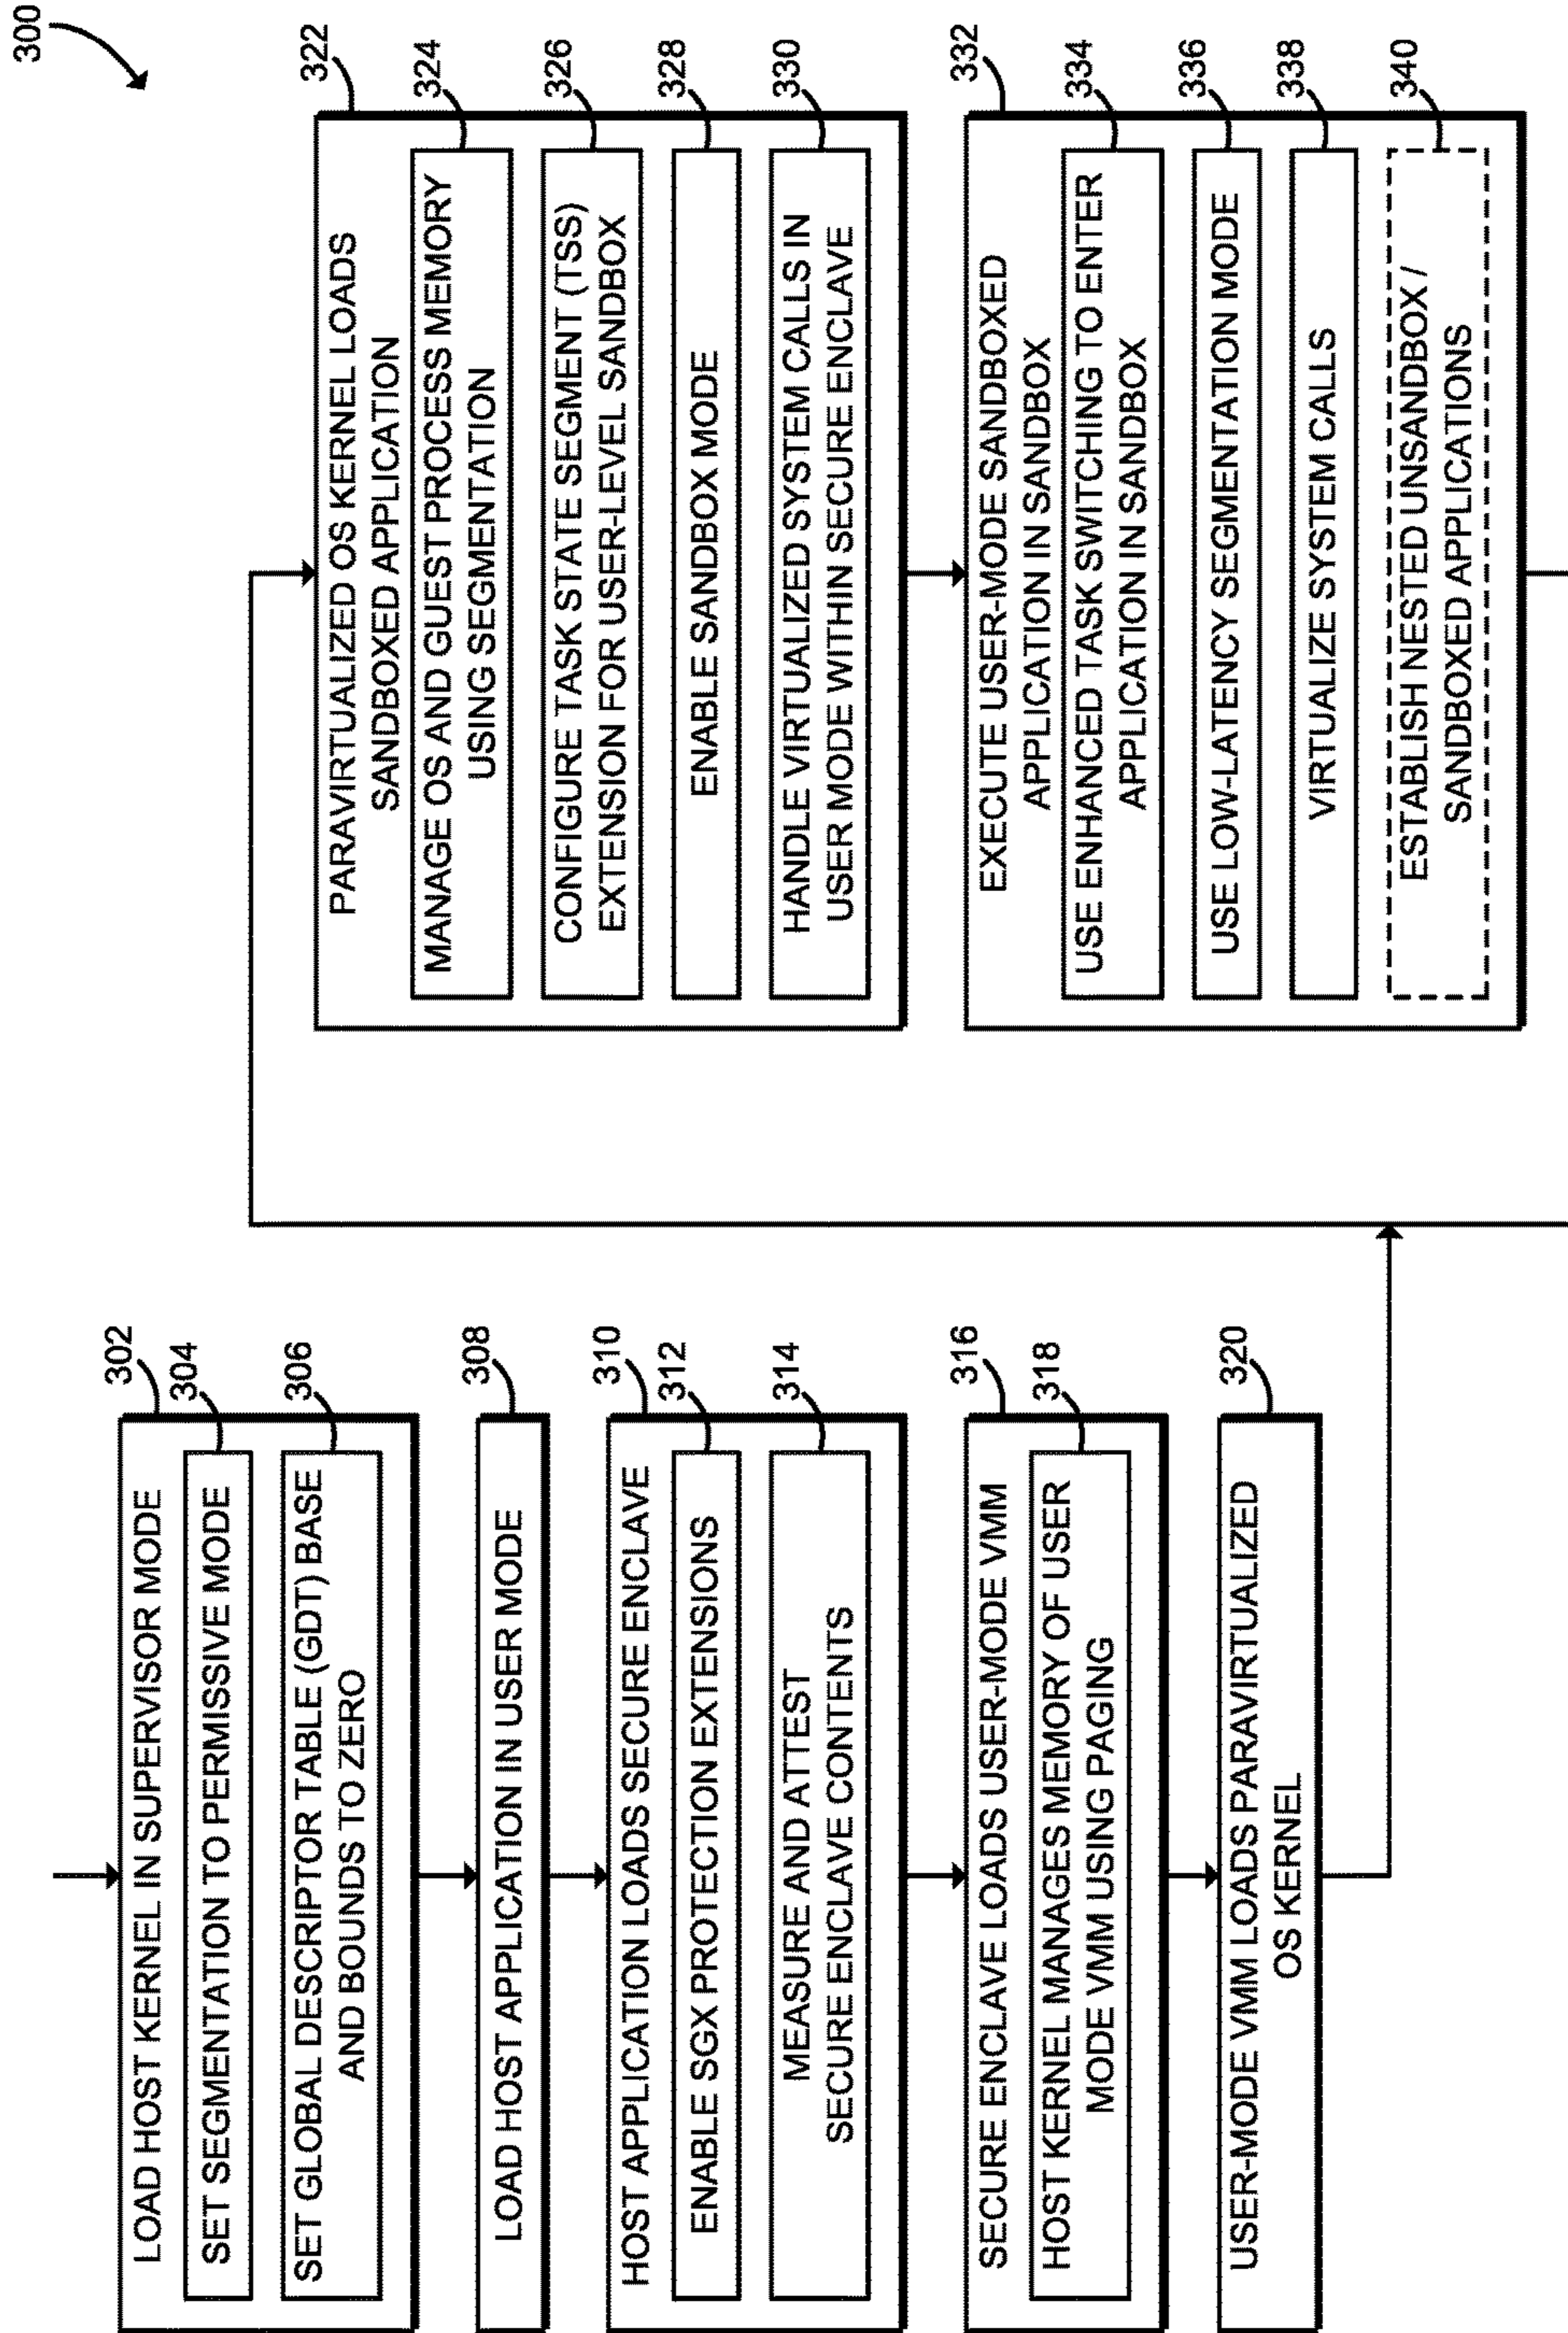 300
302
LOAD HOST KERNEL IN SUPERVISOR MODE
304
SET SEGMENTATION TO PERMISSIVE MODE
306
SET GLOBAL DESCRIPTOR TABLE (GDT) BASE
AND BOUNDS TO ZERO
308
LOAD HOST APPLICATION IN USER MODE
310
HOST APPLICATION LOADS SECURE ENCLAVE
312
ENABLE SGX PROTECTION EXTENSIONS
314
MEASURE AND ATTEST
SECURE ENCLAVE CONTENTS
316
SECURE ENCLAVE LOADS USER-MODE VMM
318
HOST KERNEL MANAGES MEMORY OF USER
MODE VMM USING PAGING
320
USER-MODE VMM LOADS PARAVIRTUALIZED
OS KERNEL
322
PARAVIRTUALIZED OS KERNEL LOADS
SANDBOXED APPLICATION
324
MANAGE OS AND GUEST PROCESS MEMORY
USING SEGMENTATION
326
CONFIGURE TASK STATE SEGMENT (TSS)
EXTENSION FOR USER-LEVEL SANDBOX
328
ENABLE SANDBOX MODE
330
HANDLE VIRTUALIZED SYSTEM CALLS IN
USER MODE WITHIN SECURE ENCLAVE
332
EXECUTE USER-MODE SANDBOXED
APPLICATION IN SANDBOX
334
USE ENHANCED TASK SWITCHING TO ENTER
APPLICATION IN SANDBOX
336
USE LOW-LATENCY SEGMENTATION MODE
338
VIRTUALIZE SYSTEM CALLS
340
ESTABLISH NESTED UNSANDBOX /
SANDBOXED APPLICATIONS